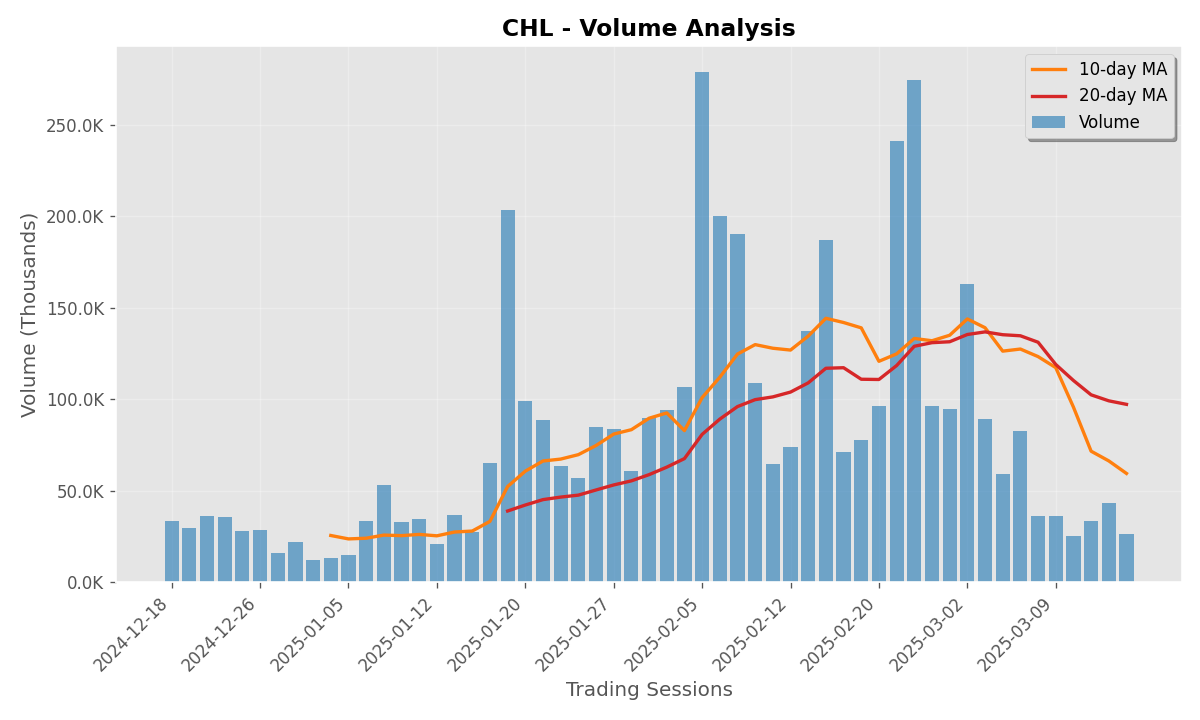 CHL - Volume Analysis
10-day MA
20-day MA
Volume
Volume (Thousands)
250.0K
200.0K
150.0K
100.0K
50.0K
0.0K
2024-12-18
2024-12-26
2025-01-05
2025-01-12
2025-01-20
2025-01-27
2025-02-05
2025-02-12
2025-02-20
2025-03-02
2025-03-09
Trading Sessions